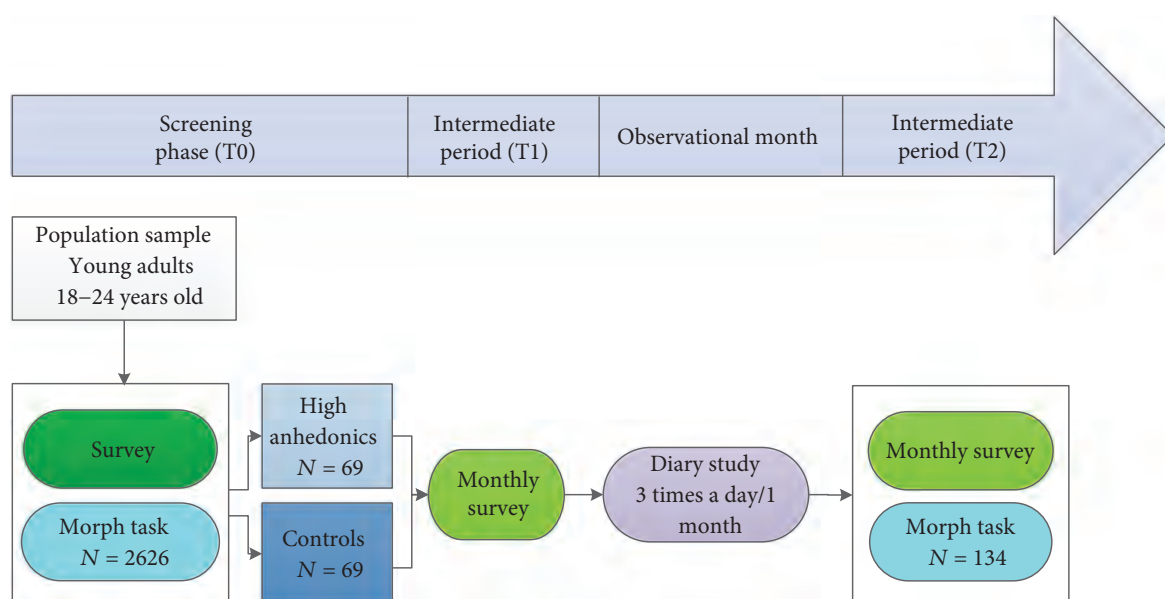 Screening
phase (T0)
Intermediate
period (T1)
Observational month
Intermediate
period (T2)
Population sample
Young adults
18−24 years old
Survey
Morph task
N = 2626
High
anhedonics
N = 69
Controls
N = 69
Monthly
survey
Diary study
3 times a day/1
month
Monthly survey
Morph task
N = 134